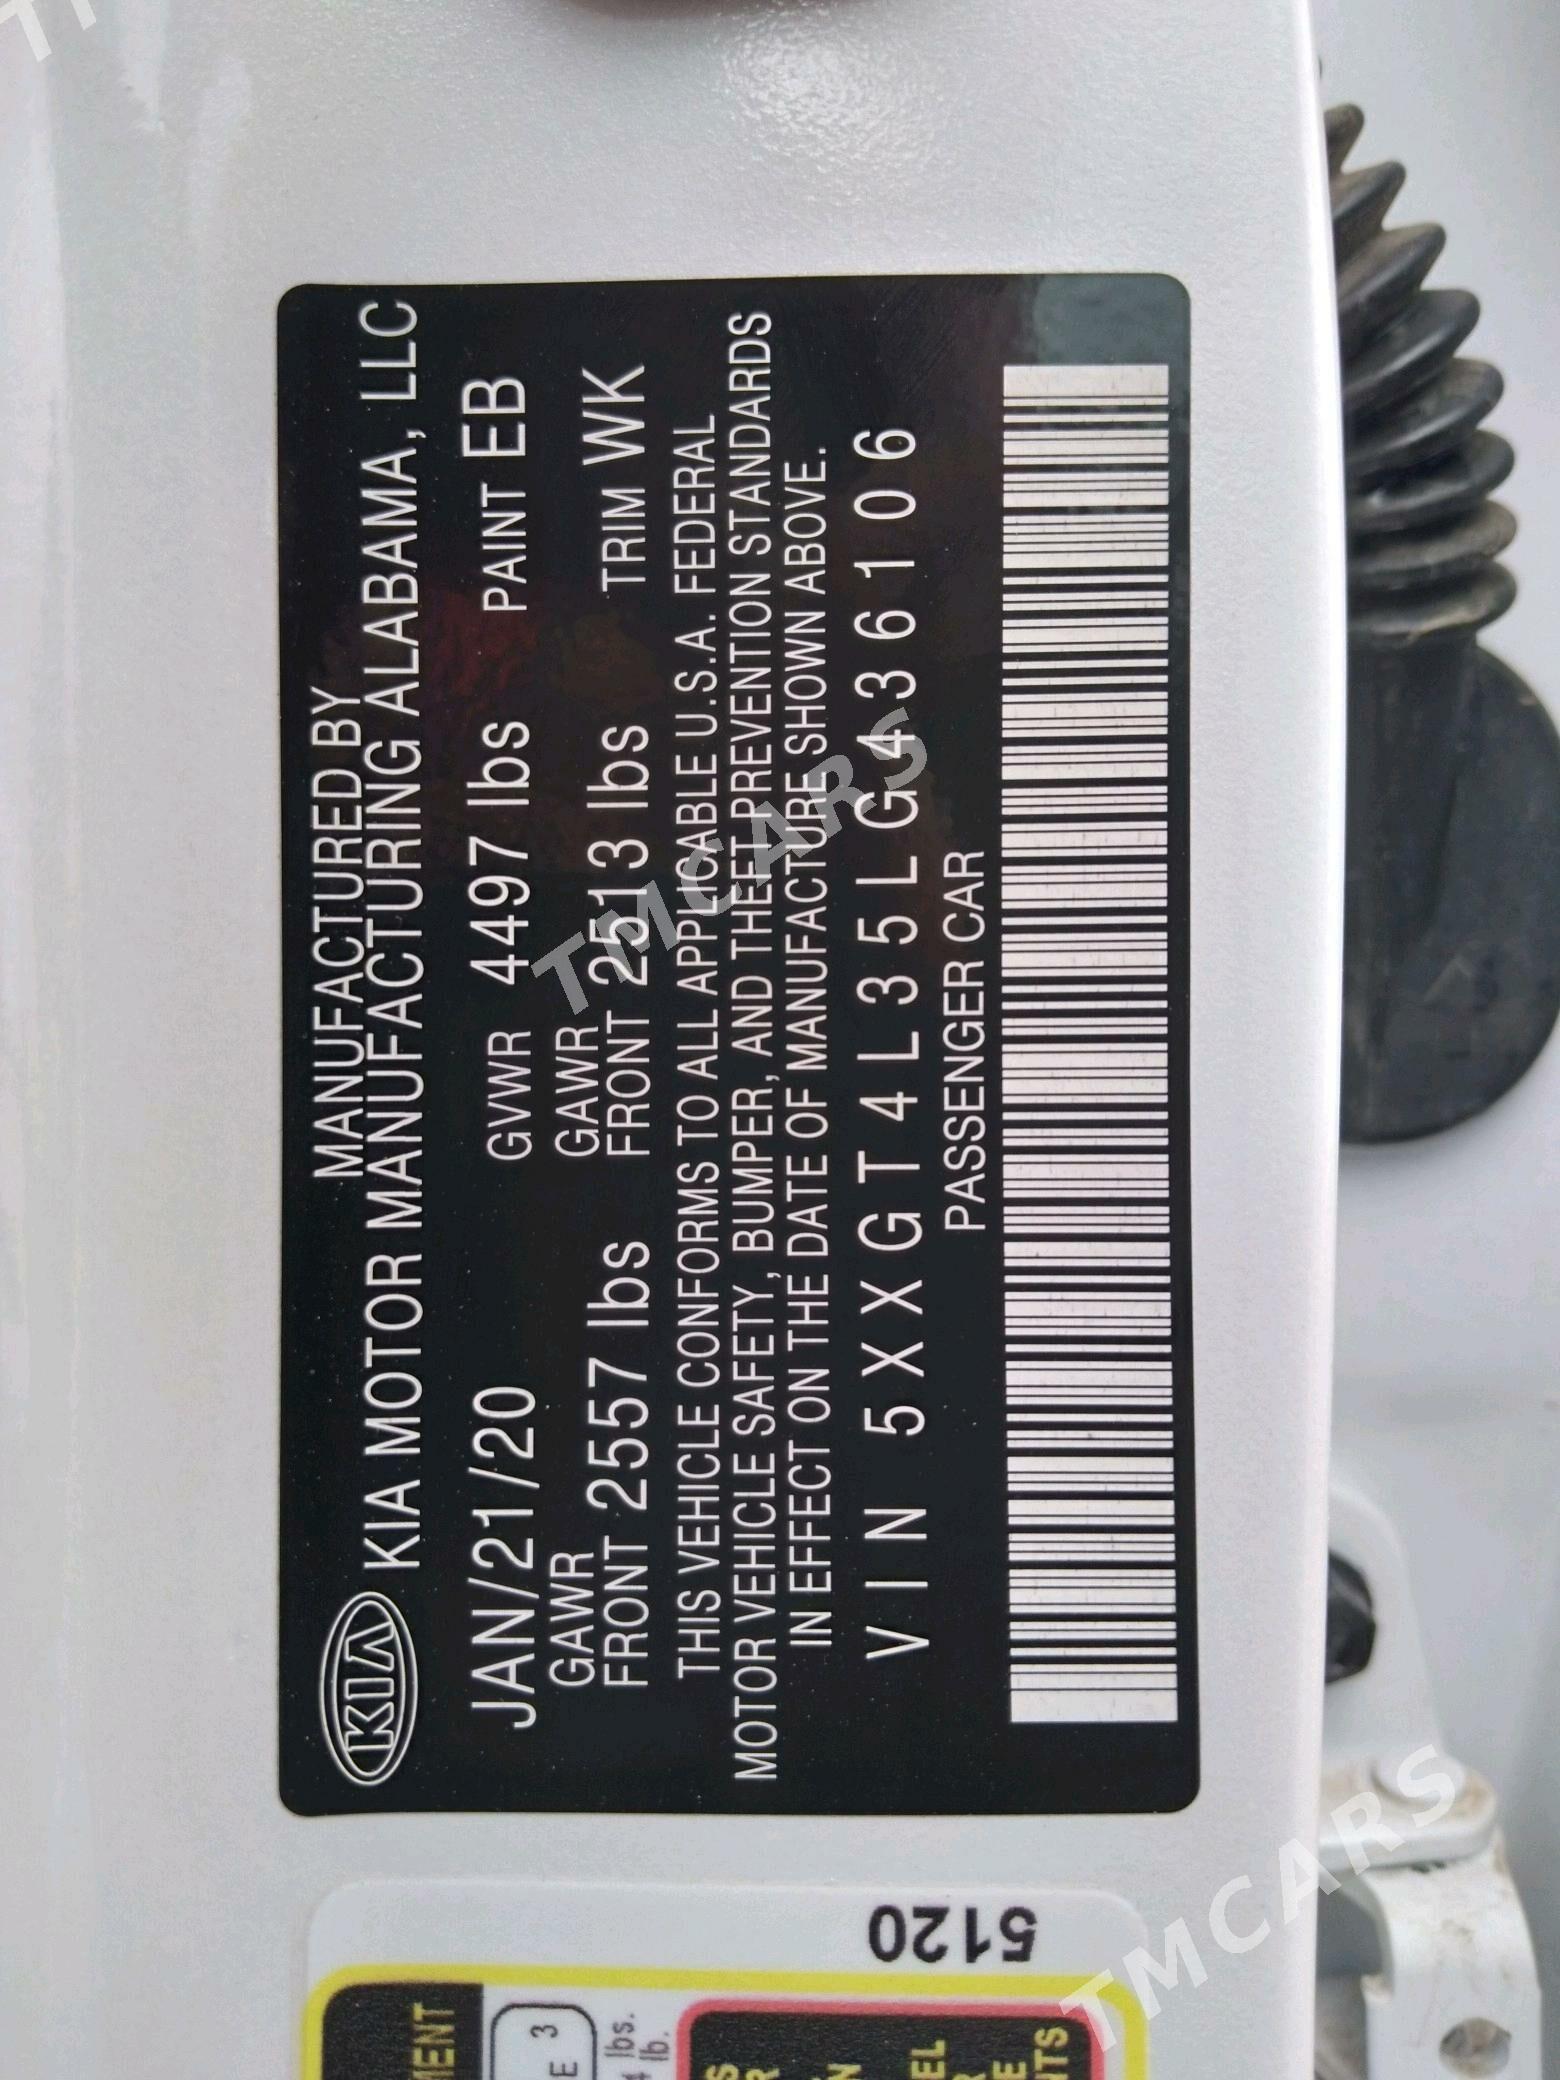 MANUFACTURED BY
KIA KIA MOTOR MANUFACTURING ALABAMA, LLC
JAN/21/20 GVWR 4497 lbs PAINT EB
GAWR GAWR
FRONT 2557 lbs FRONT 2513 lbs TRIM WK
THIS VEHICLE CONFORMS TO ALL APPLICABLE U.S.A. FEDERAL
MOTOR VEHICLE SAFETY, BUMPER, AND THEFT PREVENTION STANDARDS
IN EFFECT ON THE DATE OF MANUFACTURE SHOWN ABOVE.
VIN 5XXGT4L35LG436106
PASSENGER CAR
5120
3
lbs.
lb.
TMCARS
TMCARS